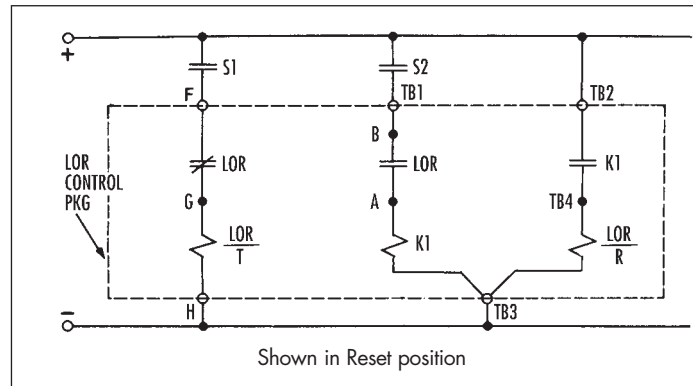 +
S1
S2
F
TB1
TB2
B
LOR
CONTROL
PKG
LOR
LOR
K1
G
A
TB4
LOR
T
K1
LOR
R
−
H
TB3
Shown in Reset position